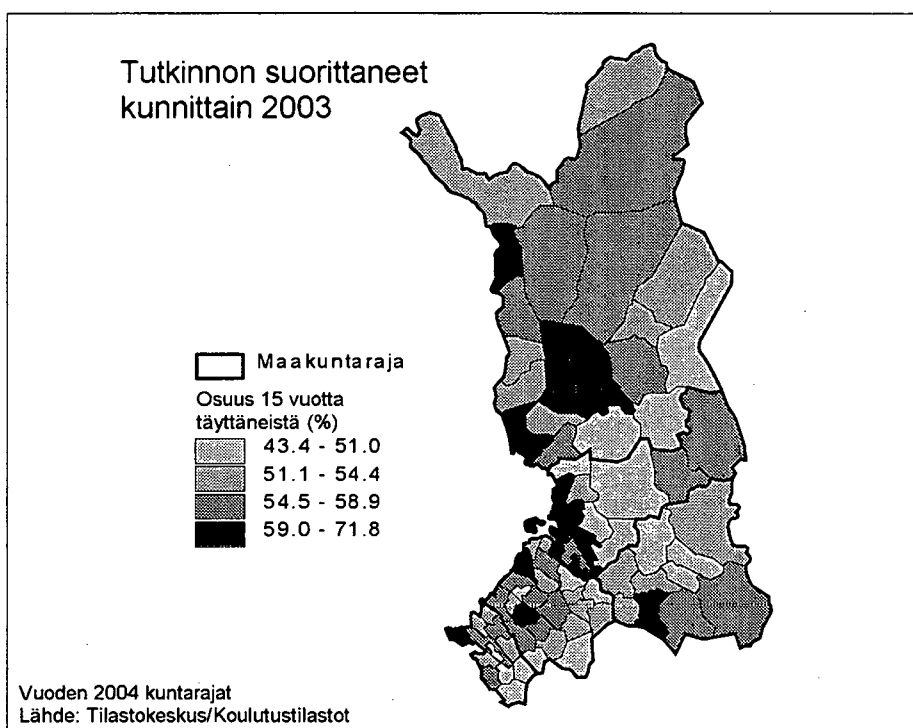 Tutkinnon suorittaneet
kunnittain 2003
Maakuntaraja
Osuus 15 vuotta
täyttäneistä (%)
43.4 - 51.0
51.1 - 54.4
54.5 - 58.9
59.0 - 71.8
Vuoden 2004 kuntarajat
Lähde: Tilastokeskus/Koulutustilastot